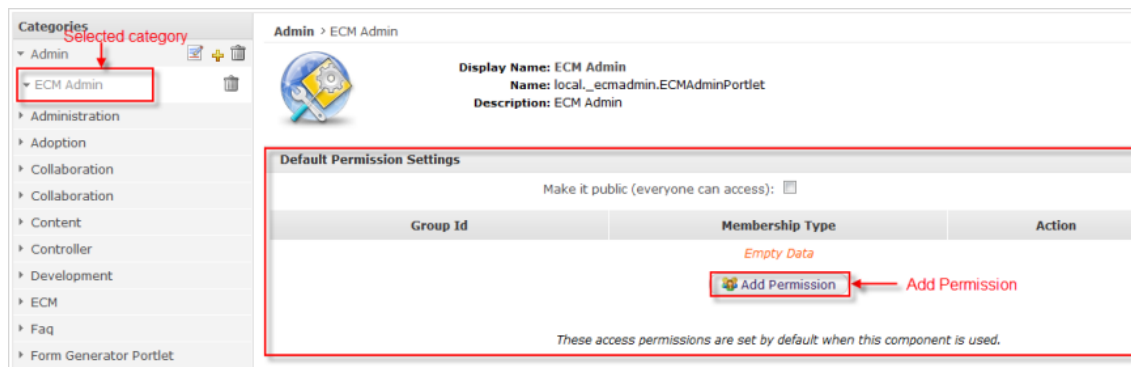 Categories
Selected category
Admin
ECM Admin
Administration
Adoption
Collaboration
Collaboration
Content
Controller
Development
ECM
Faq
Form Generator Portlet
Admin > ECM Admin
Display Name: ECM Admin
Name: local._ecmadmin.ECMAdminPortlet
Description: ECM Admin
Default Permission Settings
Make it public (everyone can access):
Group Id Membership Type Action
Empty Data
Add Permission Add Permission
These access permissions are set by default when this component is used.